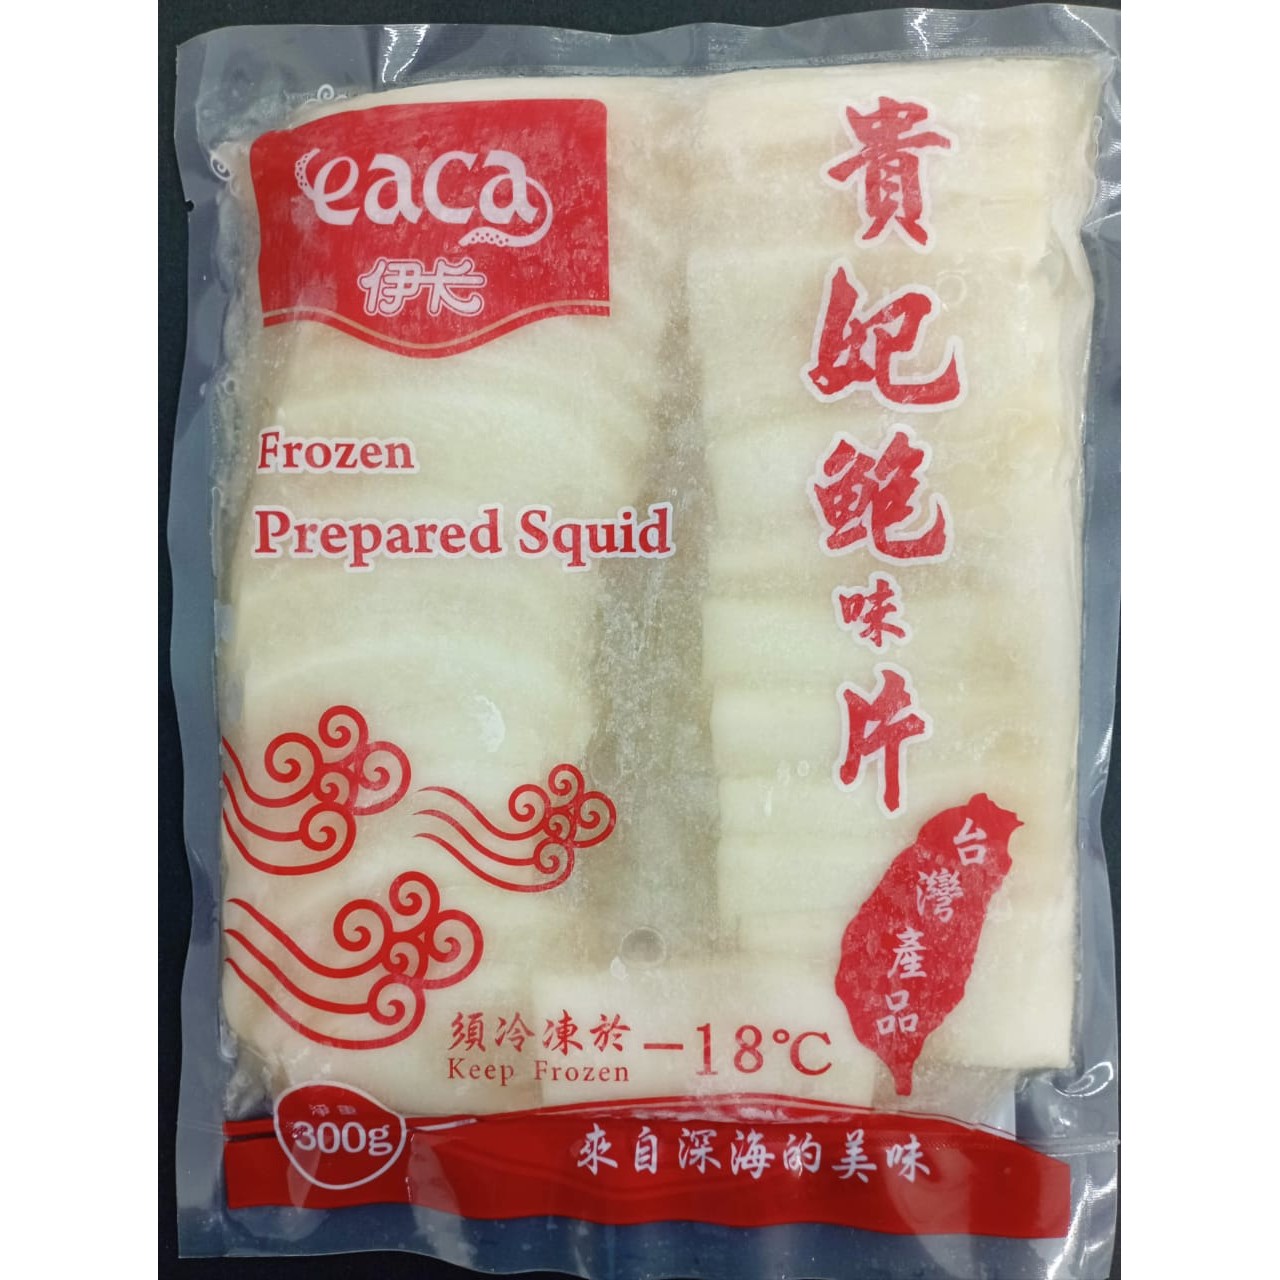 eaca
伊卡
貴妃鮑味片
Frozen
Prepared Squid
台灣產品
須冷凍於 −18℃
Keep Frozen
淨重
300g
來自深海的美味